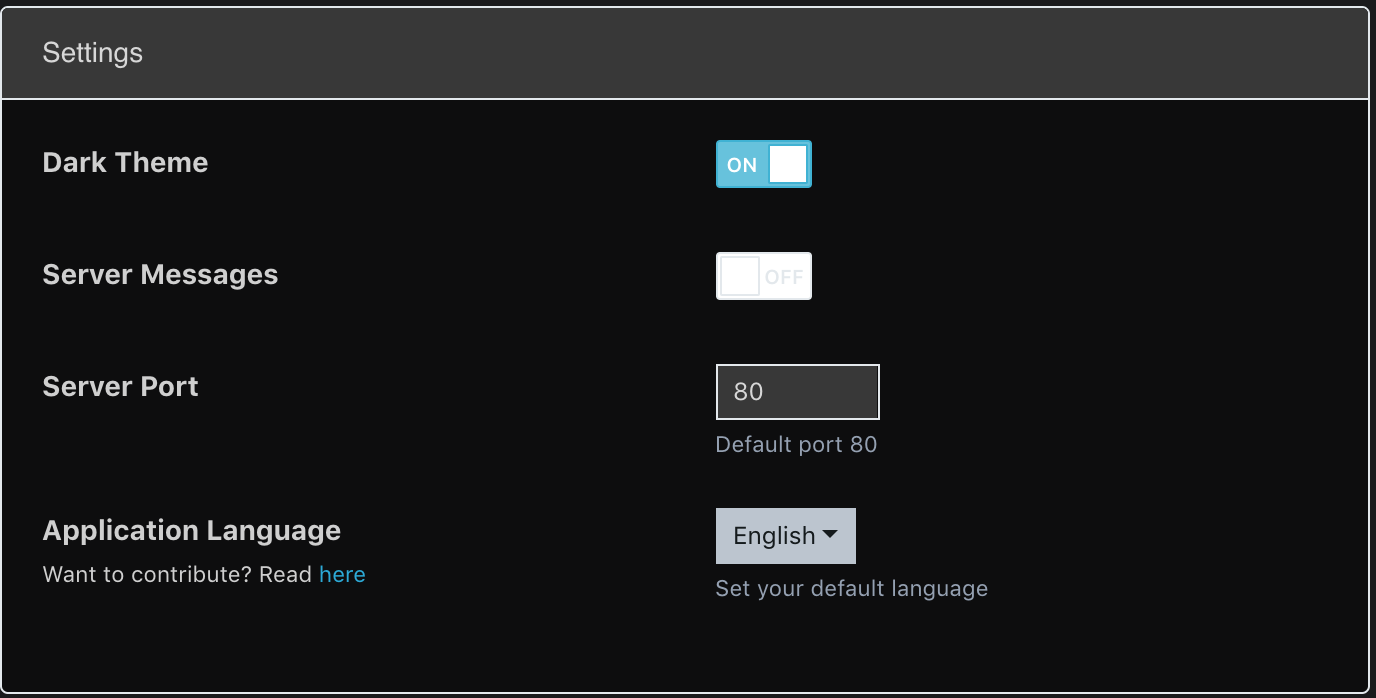 Settings
Dark Theme
ON
Server Messages
OFF
Server Port
80
Default port 80
Application Language
English
Want to contribute? Read here
Set your default language